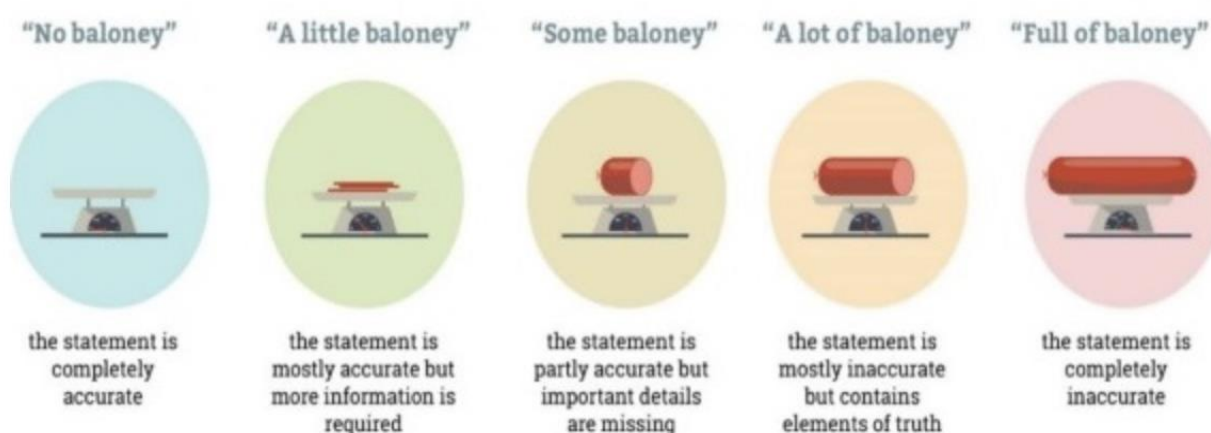 “No baloney”
“A little baloney”
“Some baloney”
“A lot of baloney”
“Full of baloney”
the statement is
completely
accurate
the statement is
mostly accurate but
more information is
required
the statement is
partly accurate but
important details
are missing
the statement is
mostly inaccurate
but contains
elements of truth
the statement is
completely
inaccurate